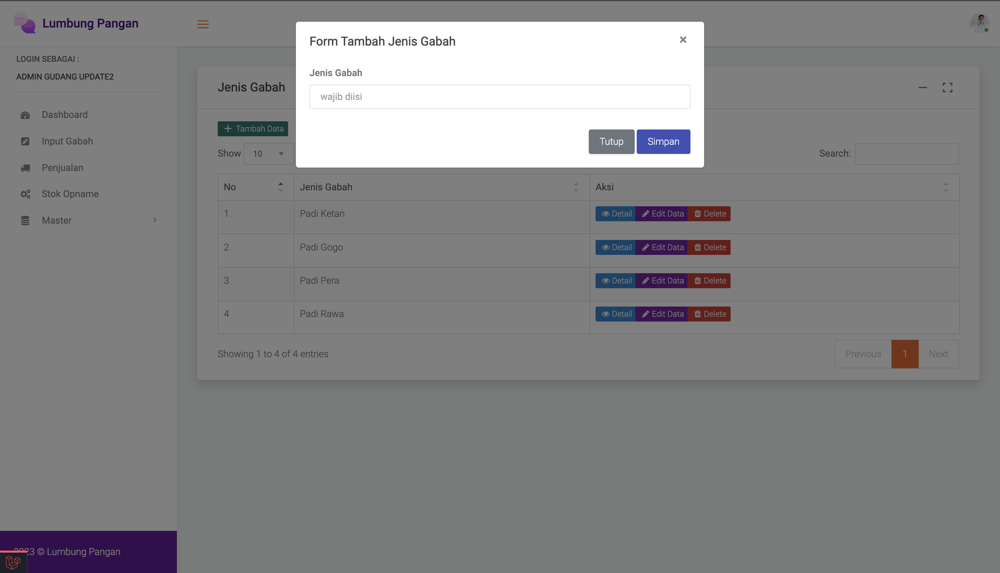 Lumbung Pangan
LOGIN SEBAGAI :
ADMIN GUDANG UPDATE2
Dashboard
Input Gabah
Penjualan
Stok Opname
Master
Form Tambah Jenis Gabah
×
Jenis Gabah
wajib diisi
Tutup Simpan
Jenis Gabah
Tambah Data
Show 10
Search:
No Jenis Gabah Aksi
1 Padi Ketan Detail Edit Data Delete
2 Padi Gogo Detail Edit Data Delete
3 Padi Pera Detail Edit Data Delete
4 Padi Rawa Detail Edit Data Delete
Showing 1 to 4 of 4 entries
Previous 1 Next
2023 © Lumbung Pangan